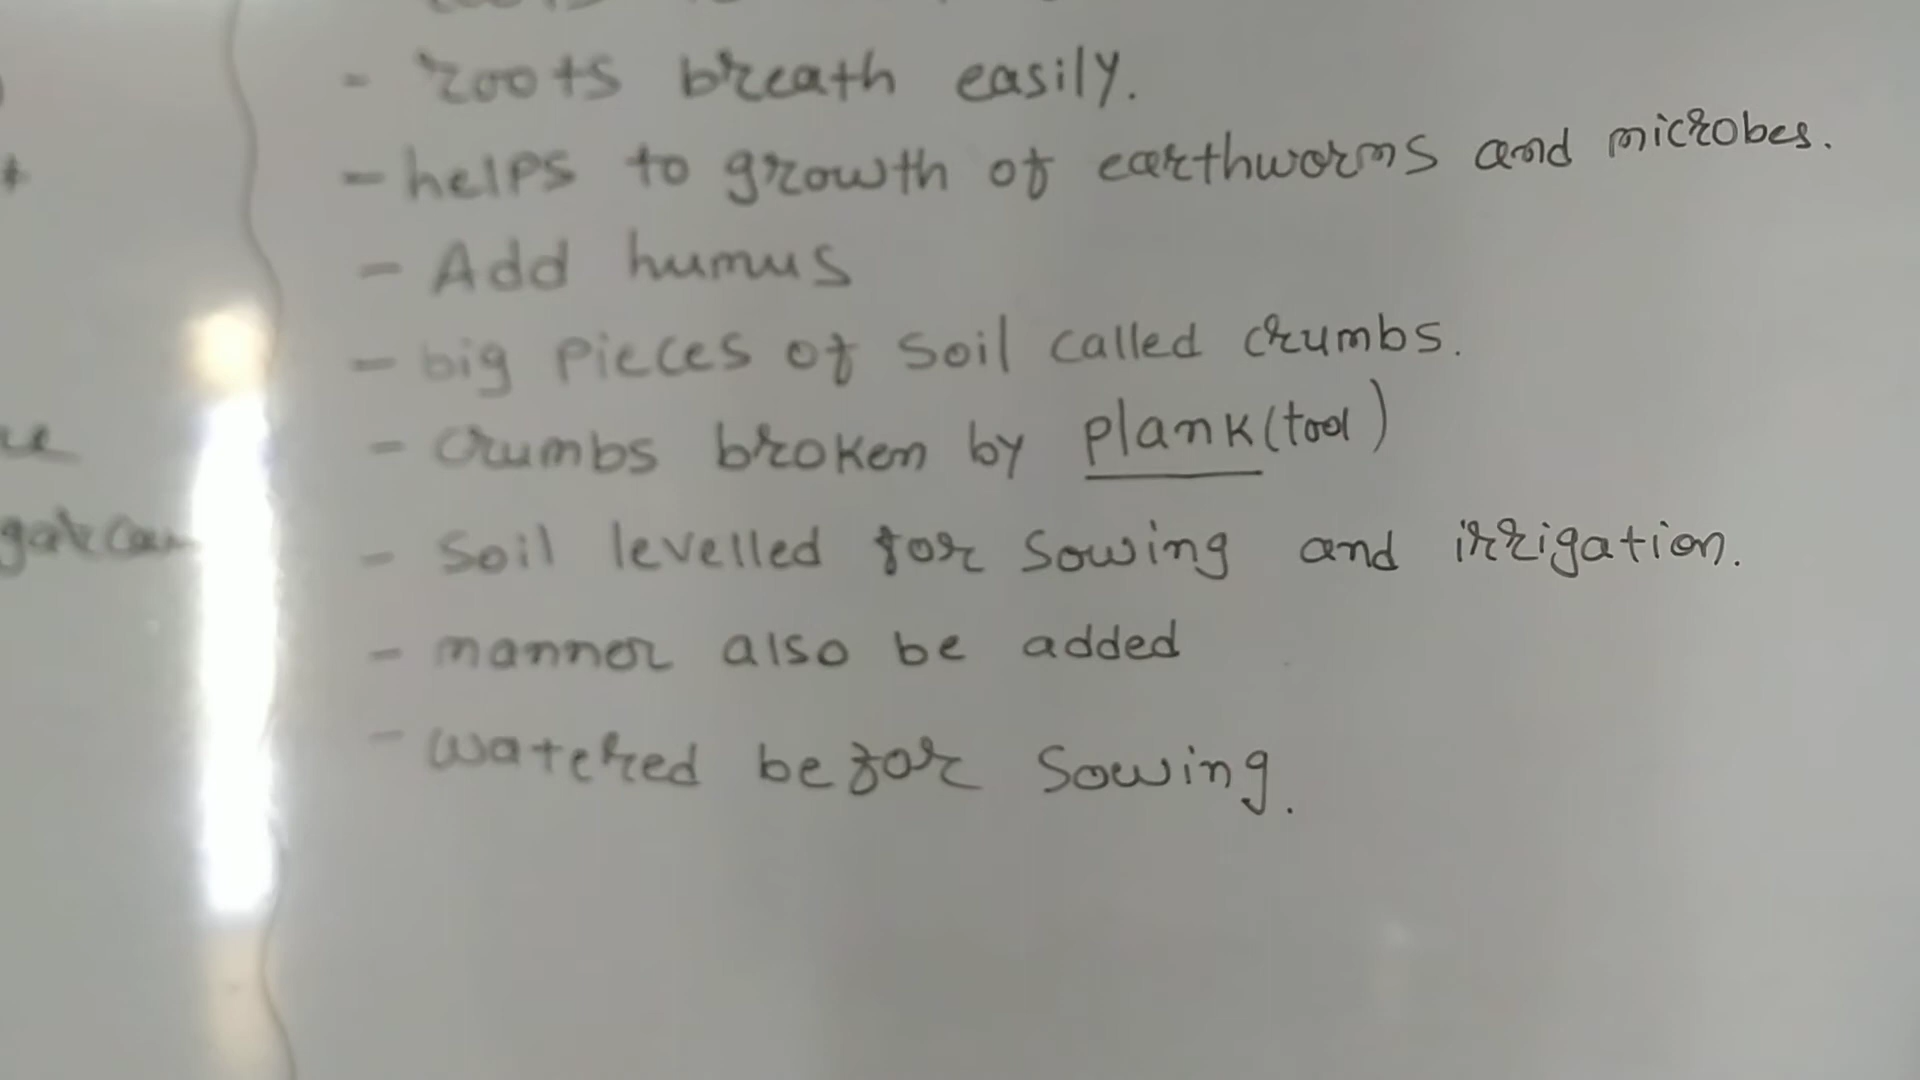 - roots breath easily.
- helps to growth of earthworms and microbes.
- Add humus
- big pieces of soil called crumbs.
- crumbs broken by plank (tool)
- soil levelled for sowing and irrigation.
- manner also be added
- watered befor sowing.